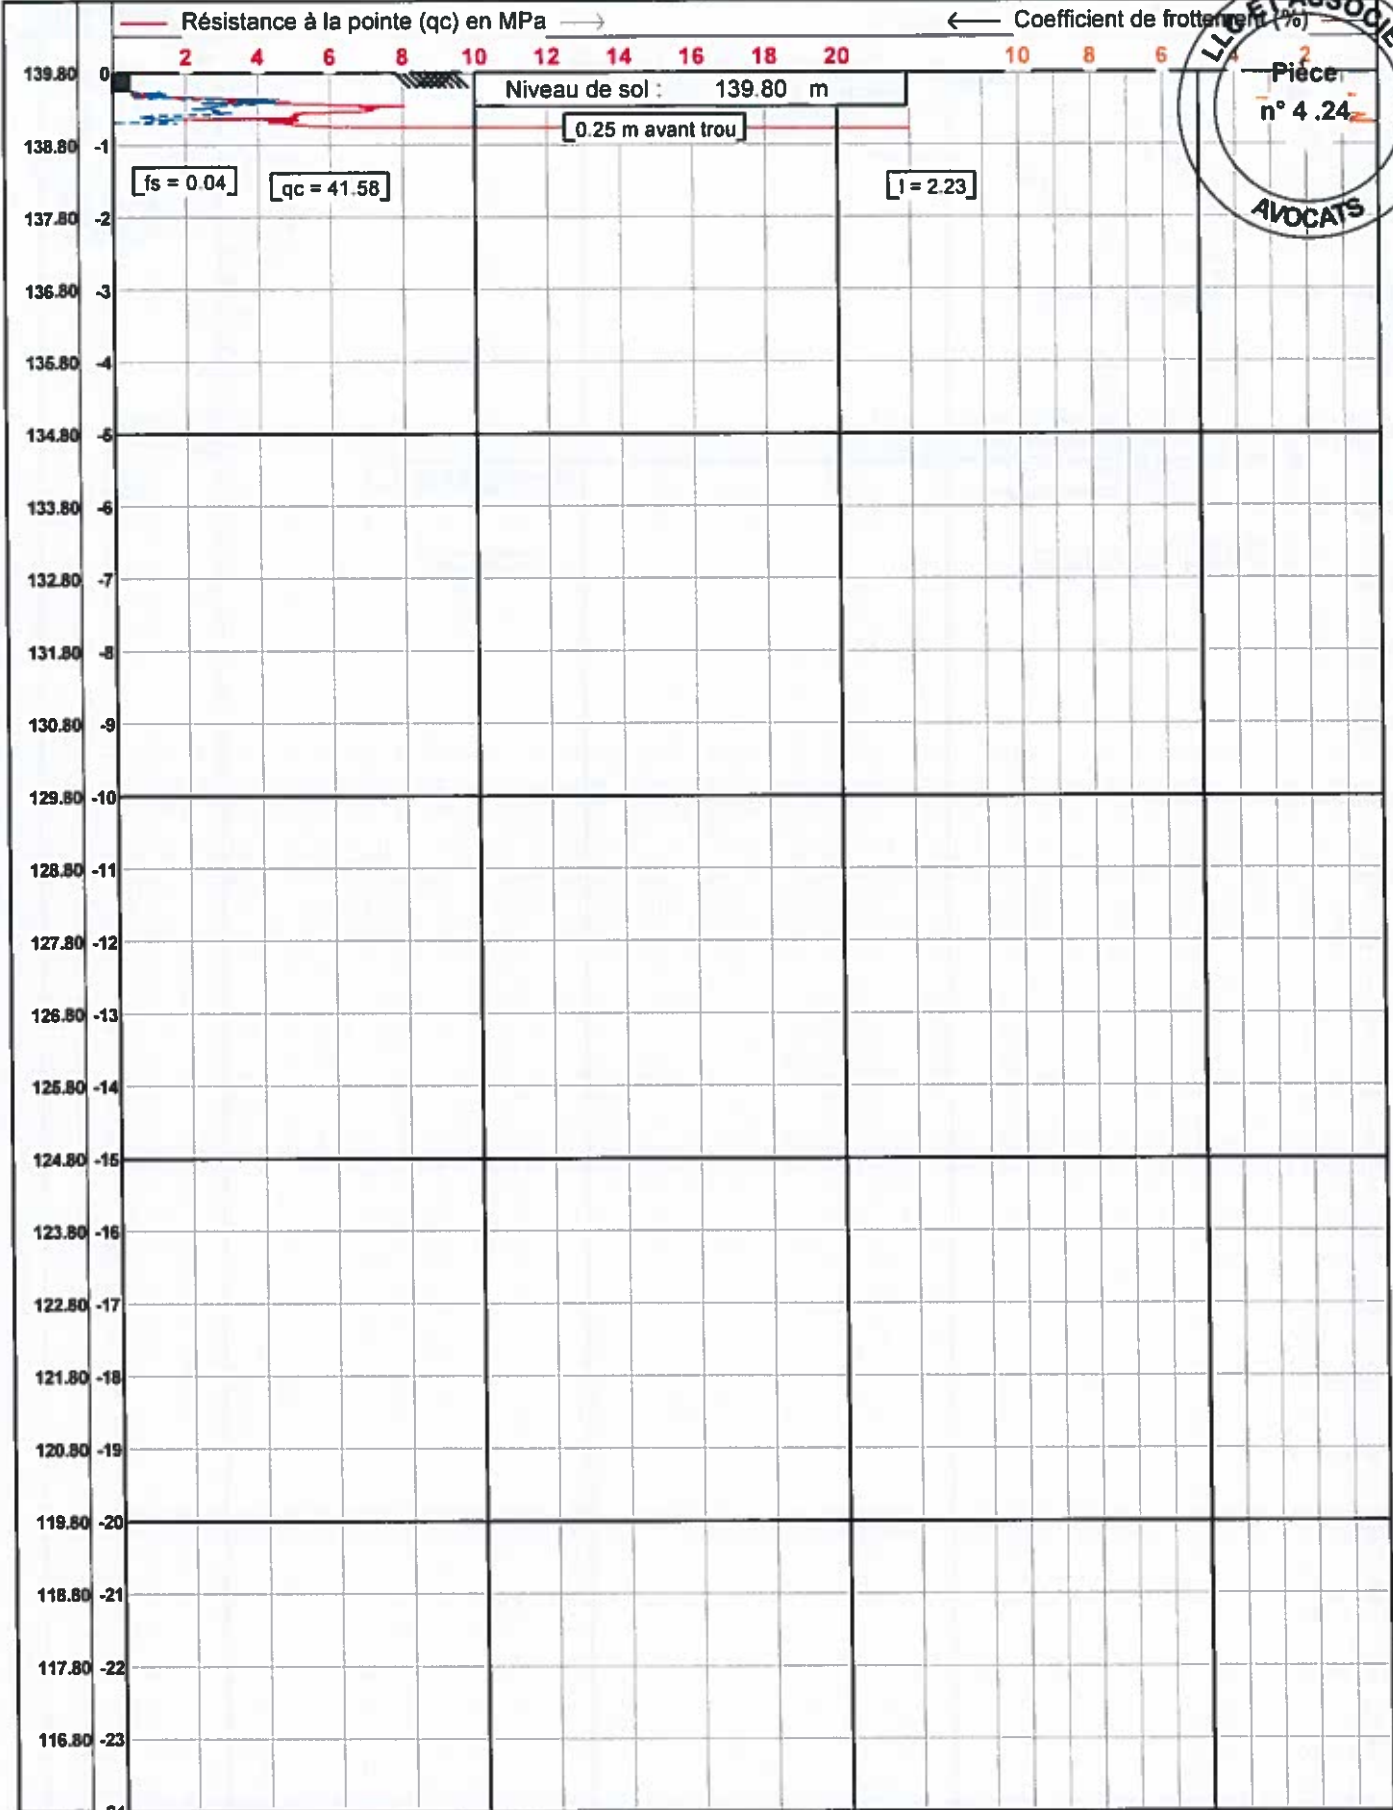 Résistance à la pointe (qc) en MPa
Coefficient de frottement (%)
LLC ET ASSOCIE
Pièce
n° 4 .24
AVOCATS
2 4 6 8 10 12 14 16 18 20 10 8 6 4 2
139.80 0
Niveau de sol : 139.80 m
0.25 m avant trou
138.80 -1
fs = 0.04
qc = 41.58
I = 2.23
137.80 -2
136.80 -3
135.80 -4
134.80 -5
133.80 -6
132.80 -7
131.80 -8
130.80 -9
129.80 -10
128.80 -11
127.80 -12
126.80 -13
125.80 -14
124.80 -15
123.80 -16
122.80 -17
121.80 -18
120.80 -19
119.80 -20
118.80 -21
117.80 -22
116.80 -23